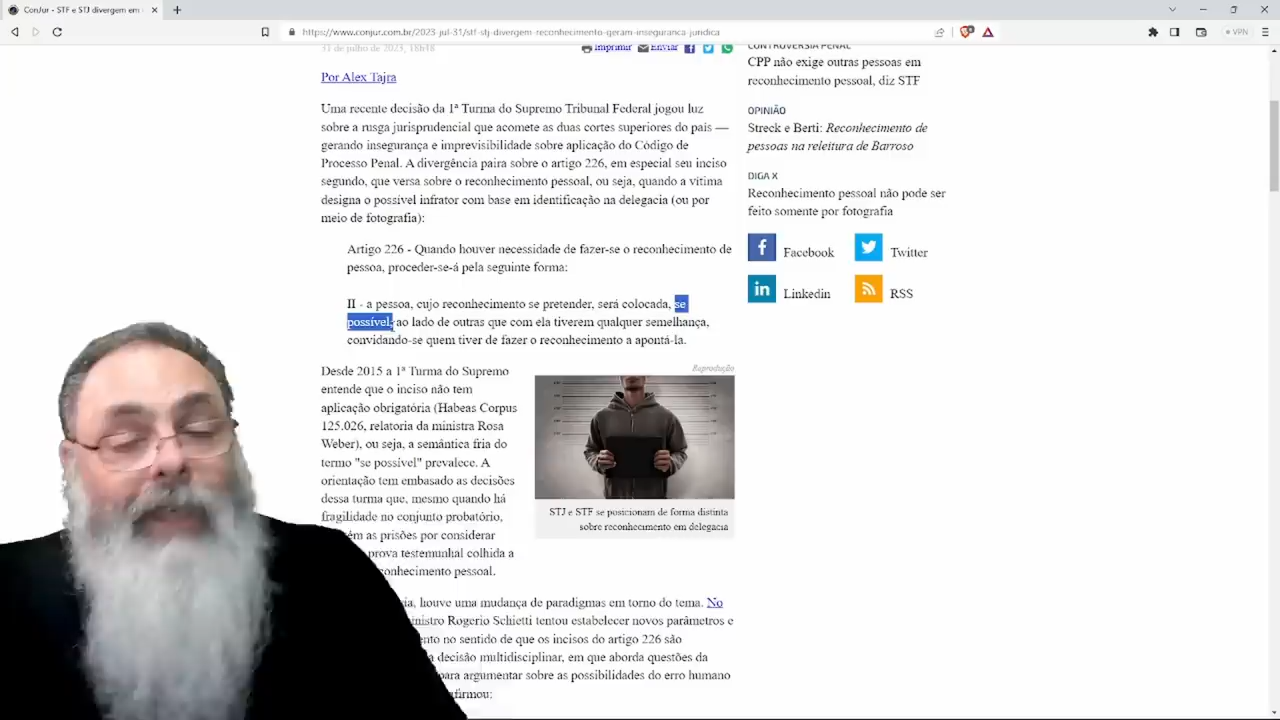 ConJur - STF e STJ divergem em
https://www.conjur.com.br/2023-jul-31/stf-stj-divergem-reconhecimento-geram-inseguranca-juridica
VPN
31 de julho de 2023, 18h48
Imprimir Enviar
Por Alex Tajra
Uma recente decisão da 1ª Turma do Supremo Tribunal Federal jogou luz
sobre a rusga jurisprudencial que acomete as duas cortes superiores do país —
gerando insegurança e imprevisibilidade sobre aplicação do Código de
Processo Penal. A divergência paira sobre o artigo 226, em especial seu inciso
segundo, que versa sobre o reconhecimento pessoal, ou seja, quando a vítima
designa o possível infrator com base em identificação na delegacia (ou por
meio de fotografia):
Artigo 226 - Quando houver necessidade de fazer-se o reconhecimento de
pessoa, proceder-se-á pela seguinte forma:
II - a pessoa, cujo reconhecimento se pretender, será colocada, se
possível, ao lado de outras que com ela tiverem qualquer semelhança,
convidando-se quem tiver de fazer o reconhecimento a apontá-la.
Desde 2015 a 1ª Turma do Supremo
entende que o inciso não tem
aplicação obrigatória (Habeas Corpus
125.026, relatoria da ministra Rosa
Weber), ou seja, a semântica fria do
termo "se possível" prevalece. A
orientação tem embasado as decisões
dessa turma que, mesmo quando há
fragilidade no conjunto probatório,
as prisões por considerar
prova testemunhal colhida a
pessoal.
Reprodução
STJ e STF se posicionam de forma distinta
sobre reconhecimento em delegacia
houve uma mudança de paradigmas em torno do tema. No
Rogerio Schietti tentou estabelecer novos parâmetros e
no sentido de que os incisos do artigo 226 são
decisão multidisciplinar, em que aborda questões da
para argumentar sobre as possibilidades do erro humano
CONTROVÉRSIA PENAL
CPP não exige outras pessoas em
reconhecimento pessoal, diz STF
OPINIÃO
Streck e Berti: Reconhecimento de
pessoas na releitura de Barroso
DIGA X
Reconhecimento pessoal não pode ser
feito somente por fotografia
Facebook Twitter
Linkedin RSS